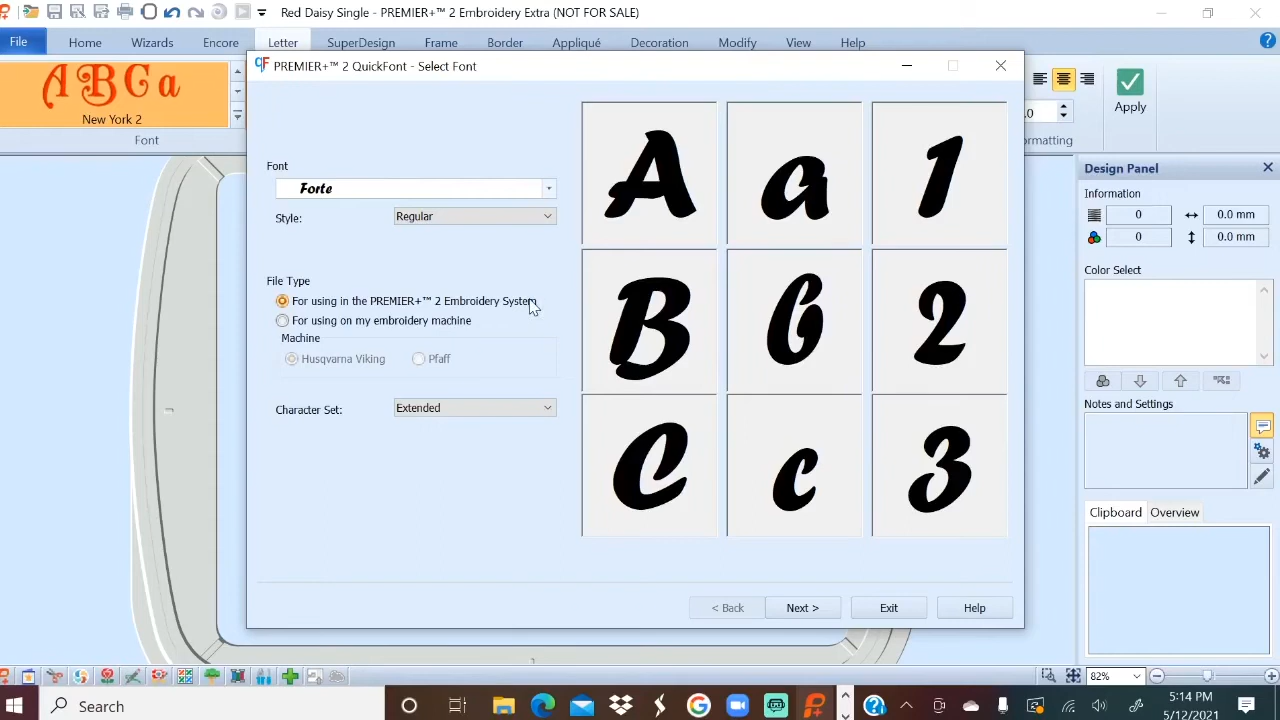 Red Daisy Single - PREMIER+™ 2 Embroidery Extra (NOT FOR SALE)
File Home Wizards Encore Letter SuperDesign Frame Border Appliqué Decoration Modify View Help
ABCa
New York 2
Font
PREMIER+™ 2 QuickFont - Select Font
.0
Apply
rmatting
Font
Forte
Style: Regular
File Type
For using in the PREMIER+™ 2 Embroidery System
For using on my embroidery machine
Machine
Husqvarna Viking Pfaff
Character Set: Extended
A a 1
B b 2
C c 3
< Back Next > Exit Help
Design Panel
Information
0 0.0 mm
0 0.0 mm
Color Select
Notes and Settings
Clipboard Overview
82%
Search
5:14 PM
5/12/2021